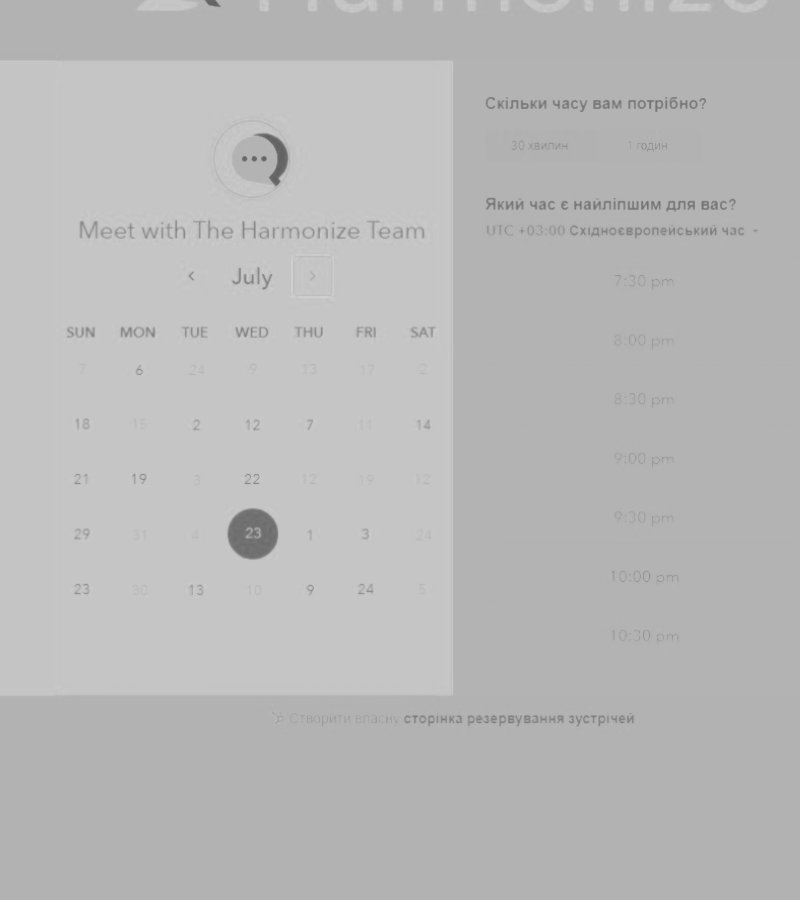 Harmonize
Meet with The Harmonize Team
July
SUN MON TUE WED THU FRI SAT
7 6 24 9 13 17 2
18 15 2 12 7 11 14
21 19 3 22 12 19 12
29 31 4 23 1 3 24
23 30 13 10 9 24 5
Скільки часу вам потрібно?
30 хвилин 1 годин
Який час є найліпшим для вас?
UTC +03:00 Східноєвропейський час
7:30 pm
8:00 pm
8:30 pm
9:00 pm
9:30 pm
10:00 pm
10:30 pm
Створити власну сторінка резервування зустрічей